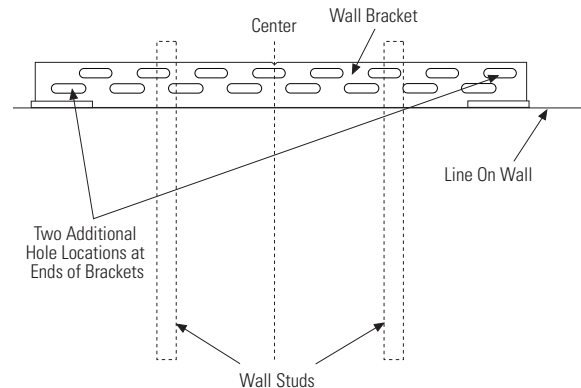 Center
Wall Bracket
Line On Wall
Two Additional
Hole Locations at
Ends of Brackets
Wall Studs